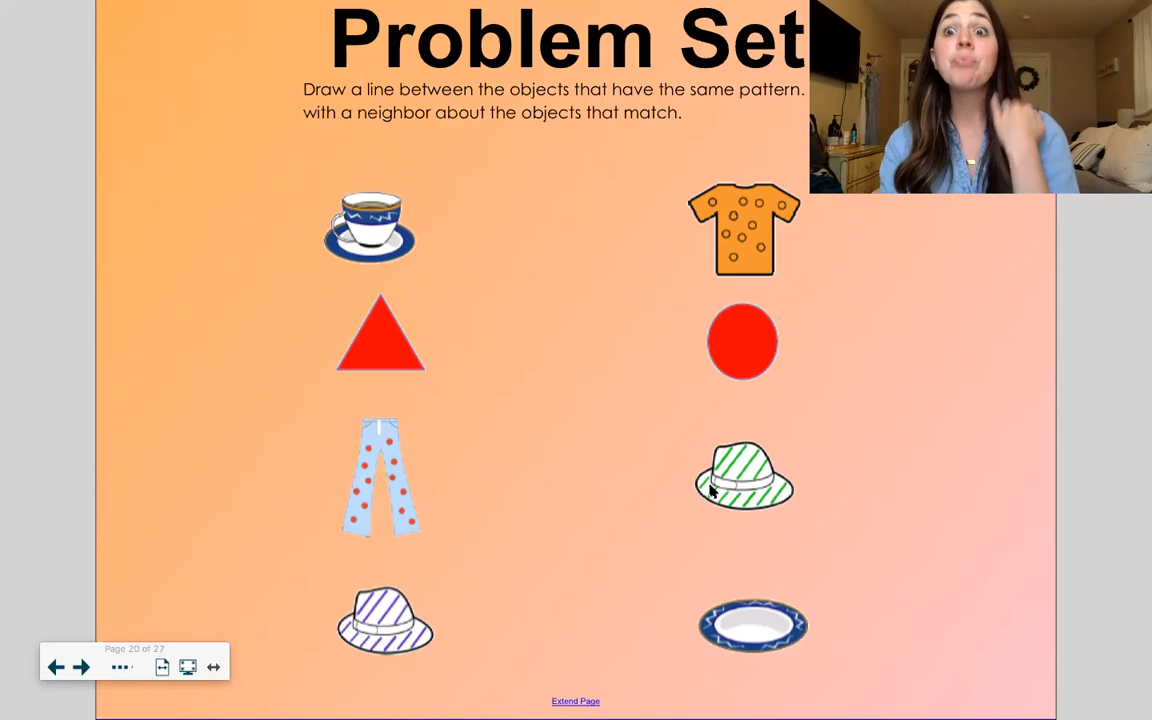 Problem Set
Draw a line between the objects that have the same pattern.
with a neighbor about the objects that match.
Page 20 of 27
Extend Page